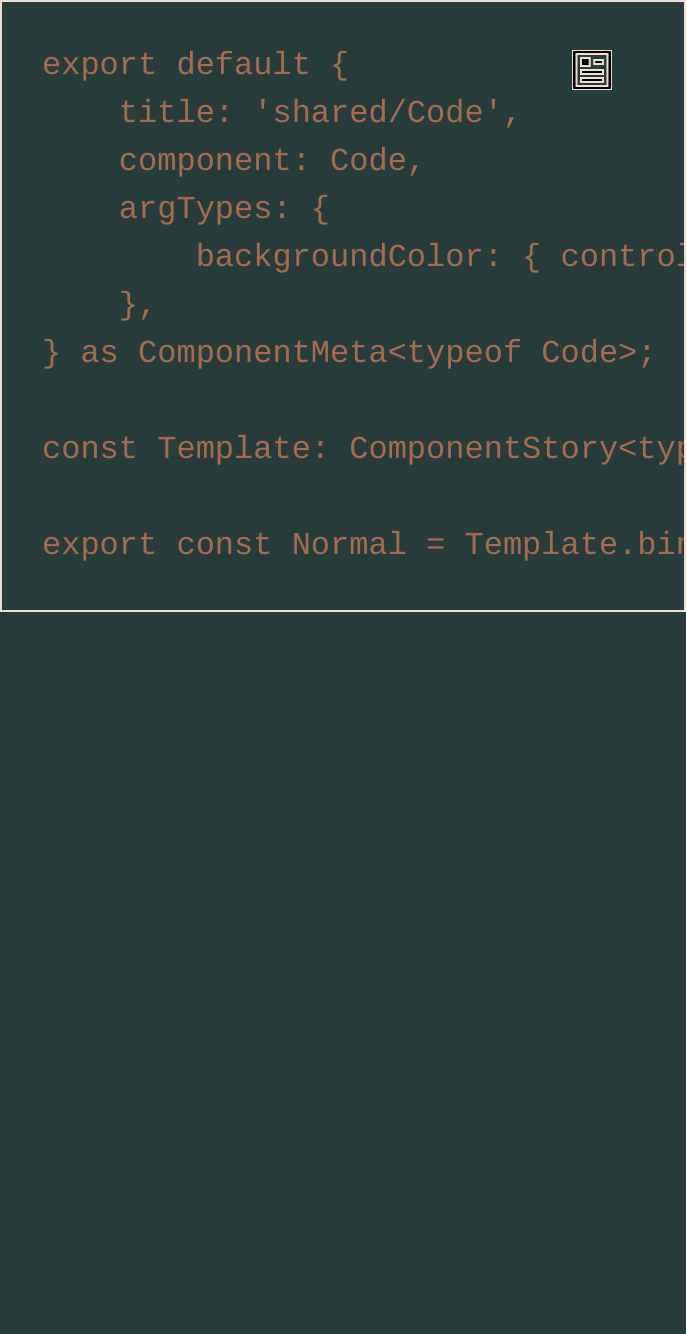 export default {
    title: 'shared/Code',
    component: Code,
    argTypes: {
        backgroundColor: { control
    },
} as ComponentMeta<typeof Code>;
const Template: ComponentStory<typ
export const Normal = Template.bin